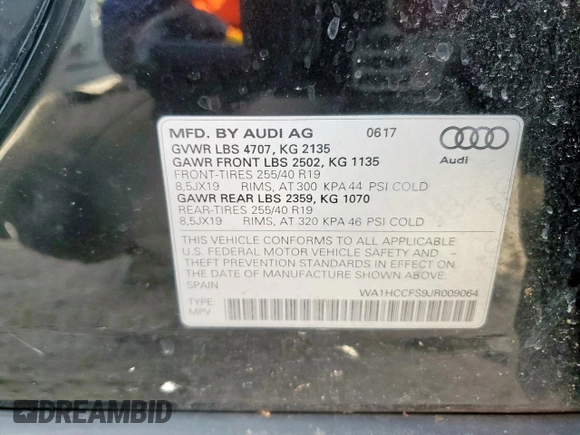 MFD. BY AUDI AG 0617
GVWR LBS 4707, KG 2135
GAWR FRONT LBS 2502, KG 1135
FRONT-TIRES 255/40 R19
8,5JX19 RIMS, AT 300 KPA 44 PSI COLD
GAWR REAR LBS 2359, KG 1070
REAR-TIRES 255/40 R19
8,5JX19 RIMS, AT 320 KPA 46 PSI COLD
Audi
THIS VEHICLE CONFORMS TO ALL APPLICABLE
U.S. FEDERAL MOTOR VEHICLE SAFETY AND
THEFT PREVENTION STANDARDS IN EFFECT ON
THE DATE OF MANUFACTURE SHOWN ABOVE.
SPAIN
WA1HCCFS9JR009064
TYPE:
MPV
DREAMBID